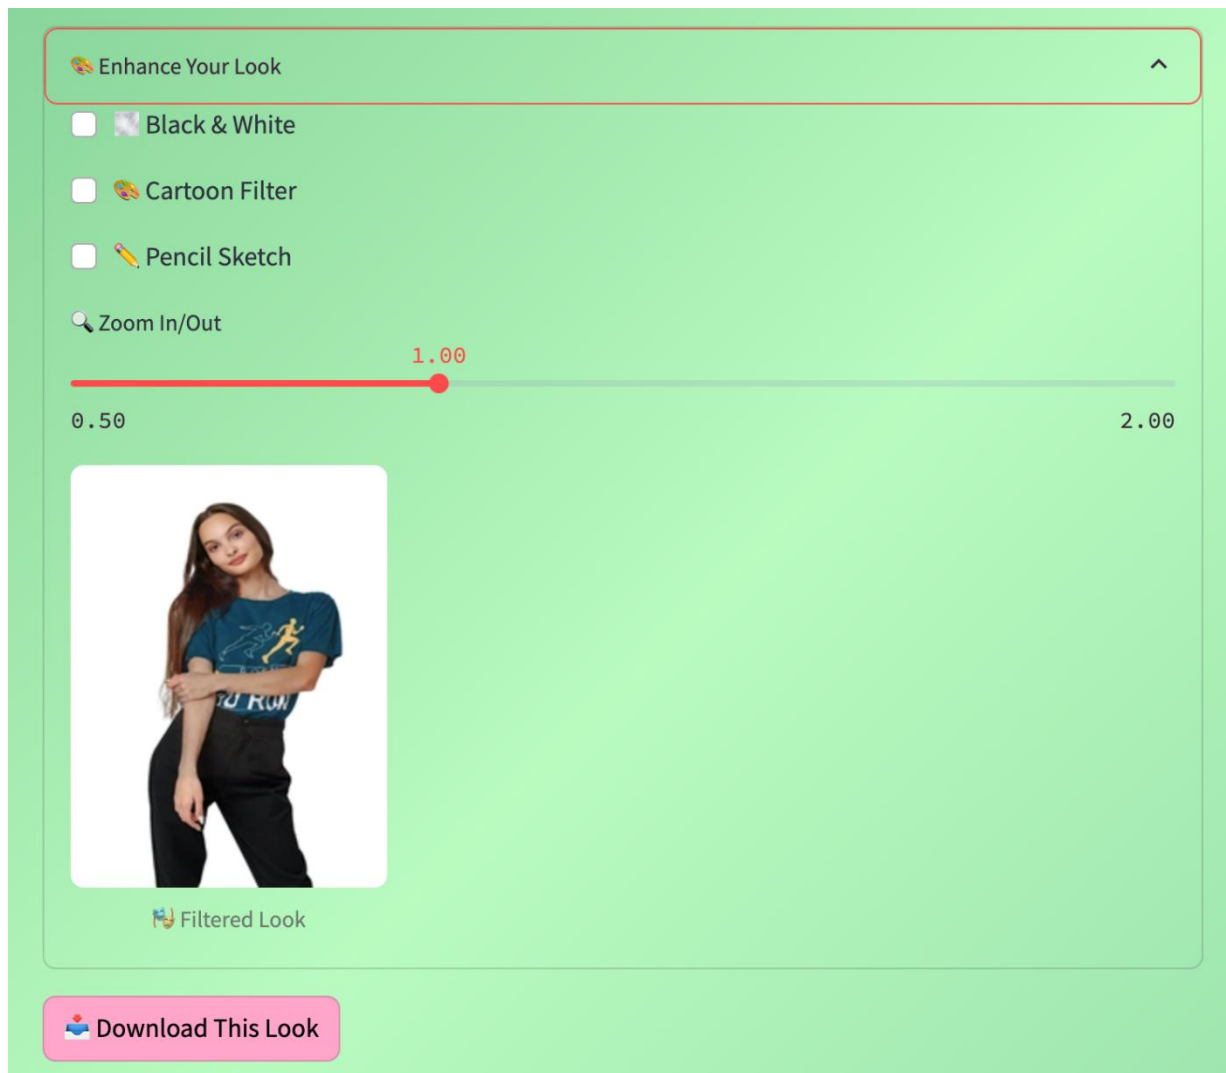 Enhance Your Look
Black & White
Cartoon Filter
Pencil Sketch
Zoom In/Out
1.00
0.50
2.00
RUN
Filtered Look
Download This Look